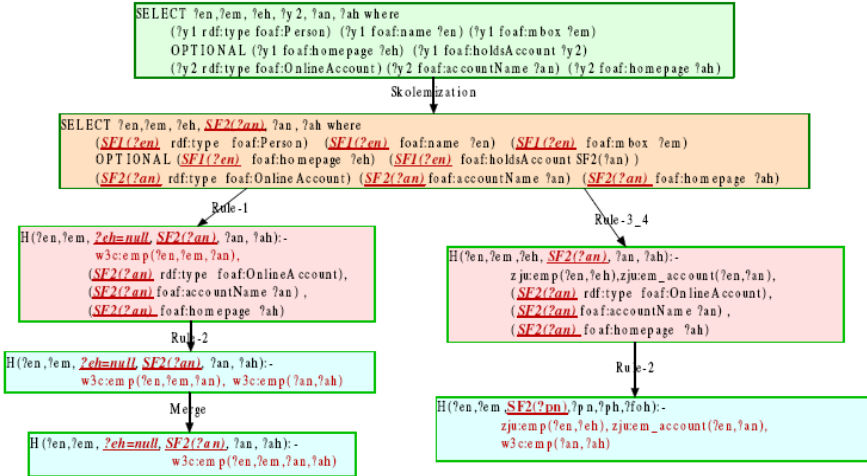 SELECT ?en,?em, ?eh, ?y2, ?an, ?ah where
(?y1 rdf:type foaf:Person) (?y1 foaf:name ?en) (?y1 foaf:mbox ?em)
OPTIONAL (?y1 foaf:homepage ?eh) (?y1 foaf:holdsAccount ?y2)
(?y2 rdf:type foaf:OnlineAccount) (?y2 foaf:accountName ?an) (?y2 foaf:homepage ?ah)
Skolemization
SELECT ?en,?em, ?eh, SF2(?an), ?an, ?ah where
(SF1(?en) rdf:type foaf:Person) (SF1(?en) foaf:name ?en) (SF1(?en) foaf:mbox ?em)
OPTIONAL (SF1(?en) foaf:homepage ?eh) (SF1(?en) foaf:holdsAccount SF2(?an) )
(SF2(?an) rdf:type foaf:OnlineAccount) (SF2(?an) foaf:accountName ?an) (SF2(?an) foaf:homepage ?ah)
Rule-1
Rule-3_4
H(?en,?em, ?eh=null, SF2(?an), ?an, ?ah):-
w3c:emp(?en,?em,?an),
(SF2(?an) rdf:type foaf:OnlineAccount),
(SF2(?an) foaf:accountName ?an) ,
(SF2(?an) foaf:homepage ?ah)
H(?en,?em ,?eh, SF2(?an), ?an, ?ah):-
zju:emp(?en,?eh),zju:em_account(?en,?an),
(SF2(?an) rdf:type foaf:OnlineAccount),
(SF2(?an) foaf:accountName ?an) ,
(SF2(?an) foaf:homepage ?ah)
Rule-2
Rule-2
H(?en,?em, ?eh=null, SF2(?an), ?an, ?ah):-
w3c:emp(?en,?em,?an), w3c:emp(?an,?ah)
Merge
H(?en,?em, ?eh=null, SF2(?an), ?an, ?ah):-
w3c:emp(?en,?em,?an,?ah)
H(?en,?em ,SF2(?pn),?pn,?ph,?foh):-
zju:emp(?en,?eh), zju:em_account(?en,?an),
w3c:emp(?an,?ah)